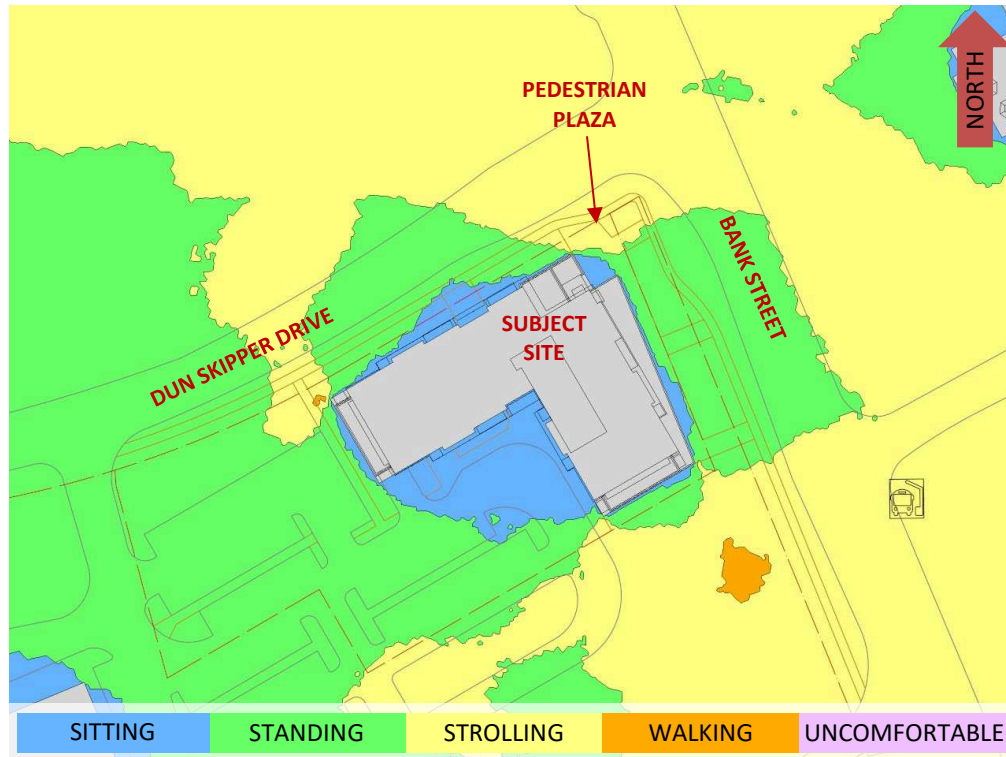 NORTH
PEDESTRIAN
PLAZA
BANK STREET
DUN SKIPPER DRIVE
SUBJECT
SITE
SITTING
STANDING
STROLLING
WALKING
UNCOMFORTABLE